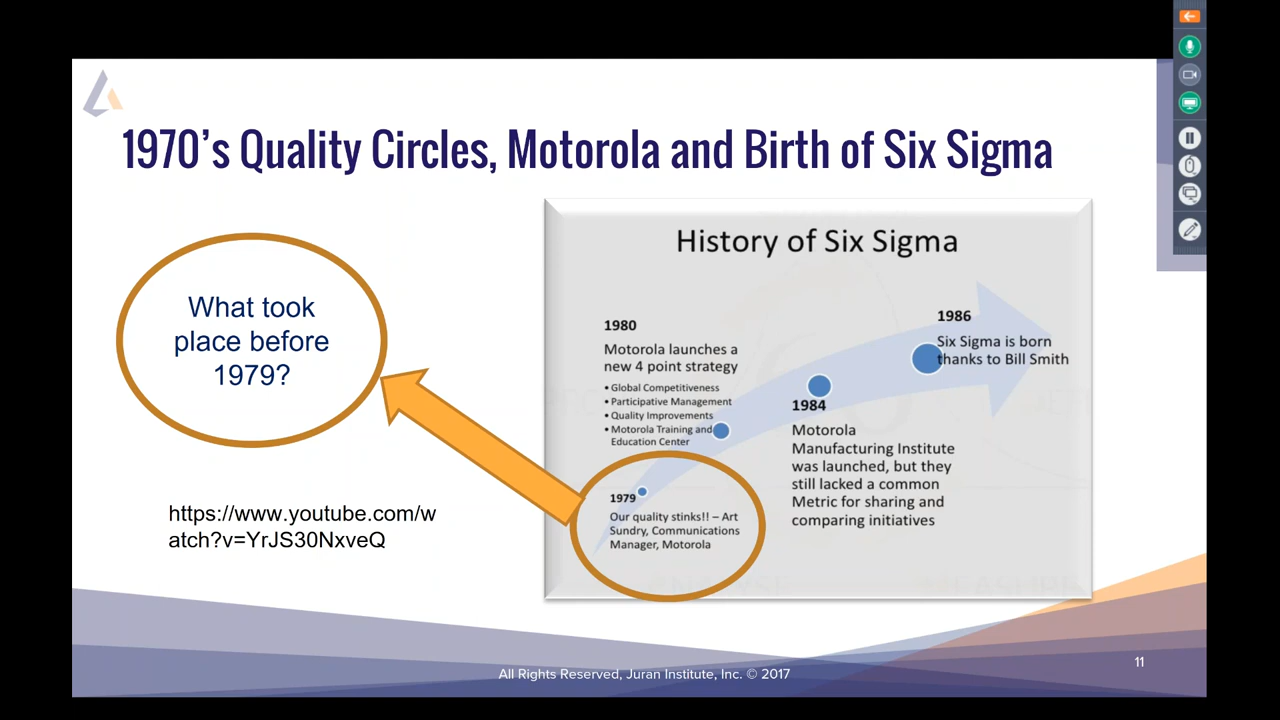 1970's Quality Circles, Motorola and Birth of Six Sigma
What took
place before
1979?
https://www.youtube.com/w
atch?v=YrJS30NxveQ
History of Six Sigma
1979
Our quality stinks!! – Art
Sundry, Communications
Manager, Motorola
1980
Motorola launches a
new 4 point strategy
• Global Competitiveness
• Participative Management
• Quality Improvements
• Motorola Training and
Education Center
1984
Motorola
Manufacturing Institute
was launched, but they
still lacked a common
Metric for sharing and
comparing initiatives
1986
Six Sigma is born
thanks to Bill Smith
All Rights Reserved, Juran Institute, Inc. © 2017
11